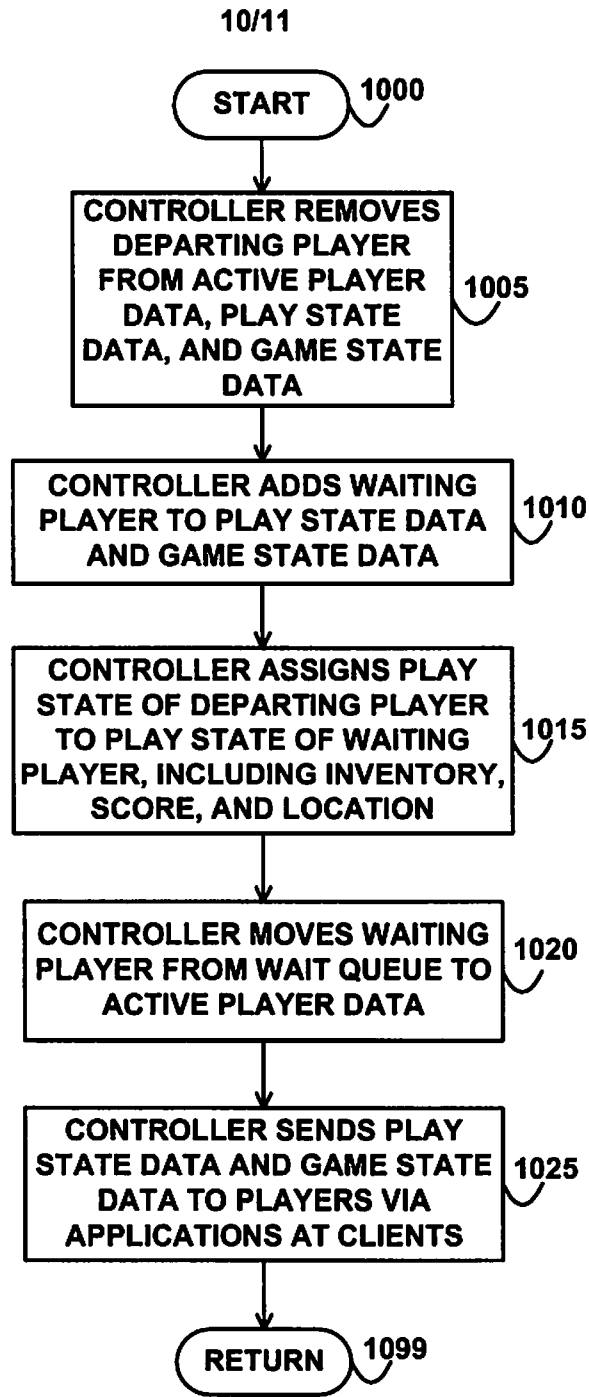 10/11
START
1000
CONTROLLER REMOVES
DEPARTING PLAYER
FROM ACTIVE PLAYER
DATA, PLAY STATE
DATA, AND GAME STATE
DATA
1005
CONTROLLER ADDS WAITING
PLAYER TO PLAY STATE DATA
AND GAME STATE DATA
1010
CONTROLLER ASSIGNS PLAY
STATE OF DEPARTING PLAYER
TO PLAY STATE OF WAITING
PLAYER, INCLUDING INVENTORY,
SCORE, AND LOCATION
1015
CONTROLLER MOVES WAITING
PLAYER FROM WAIT QUEUE TO
ACTIVE PLAYER DATA
1020
CONTROLLER SENDS PLAY
STATE DATA AND GAME STATE
DATA TO PLAYERS VIA
APPLICATIONS AT CLIENTS
1025
RETURN
1099